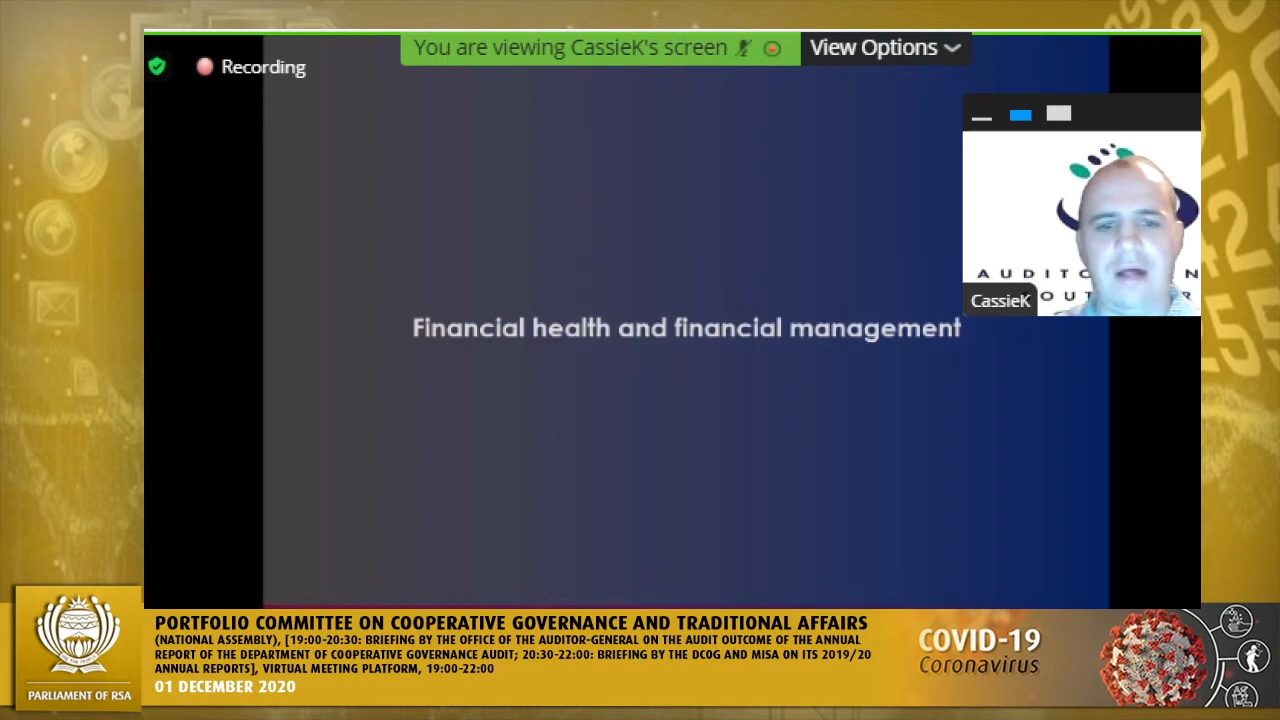 You are viewing CassieK's screen
View Options
Recording
CassieK
Financial health and financial management
PORTFOLIO COMMITTEE ON COOPERATIVE GOVERNANCE AND TRADITIONAL AFFAIRS
(NATIONAL ASSEMBLY), [19:00-20:30: BRIEFING BY THE OFFICE OF THE AUDITOR-GENERAL ON THE AUDIT OUTCOME OF THE ANNUAL
REPORT OF THE DEPARTMENT OF COOPERATIVE GOVERNANCE AUDIT; 20:30-22:00: BRIEFING BY THE DCOG AND MISA ON ITS 2019/20
ANNUAL REPORTS], VIRTUAL MEETING PLATFORM, 19:00-22:00
01 DECEMBER 2020
PARLIAMENT OF RSA
COVID-19
Coronavirus